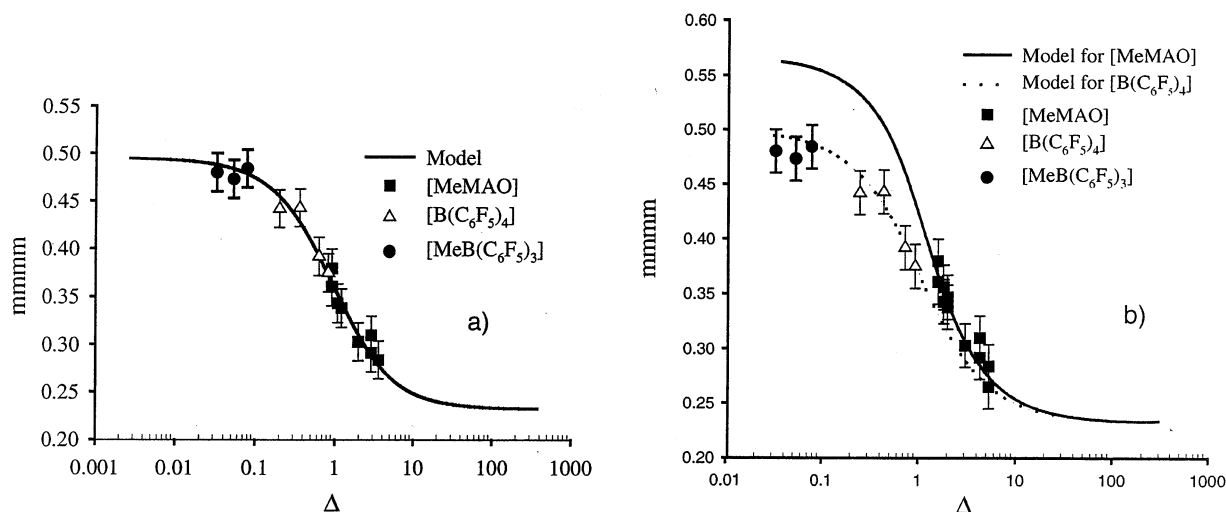 0.55
0.50
0.45
0.40
0.35
0.30
0.25
0.20
mmmm
Model
[MeMAO]
[B(C₆F₅)₄]
[MeB(C₆F₅)₃]
a)
0.001 0.01 0.1 1 10 100 1000
Δ
0.60
0.55
0.50
0.45
0.40
0.35
0.30
0.25
0.20
mmmm
Model for [MeMAO]
Model for [B(C₆F₅)₄]
[MeMAO]
[B(C₆F₅)₄]
[MeB(C₆F₅)₃]
b)
0.01 0.1 1 10 100 1000
Δ